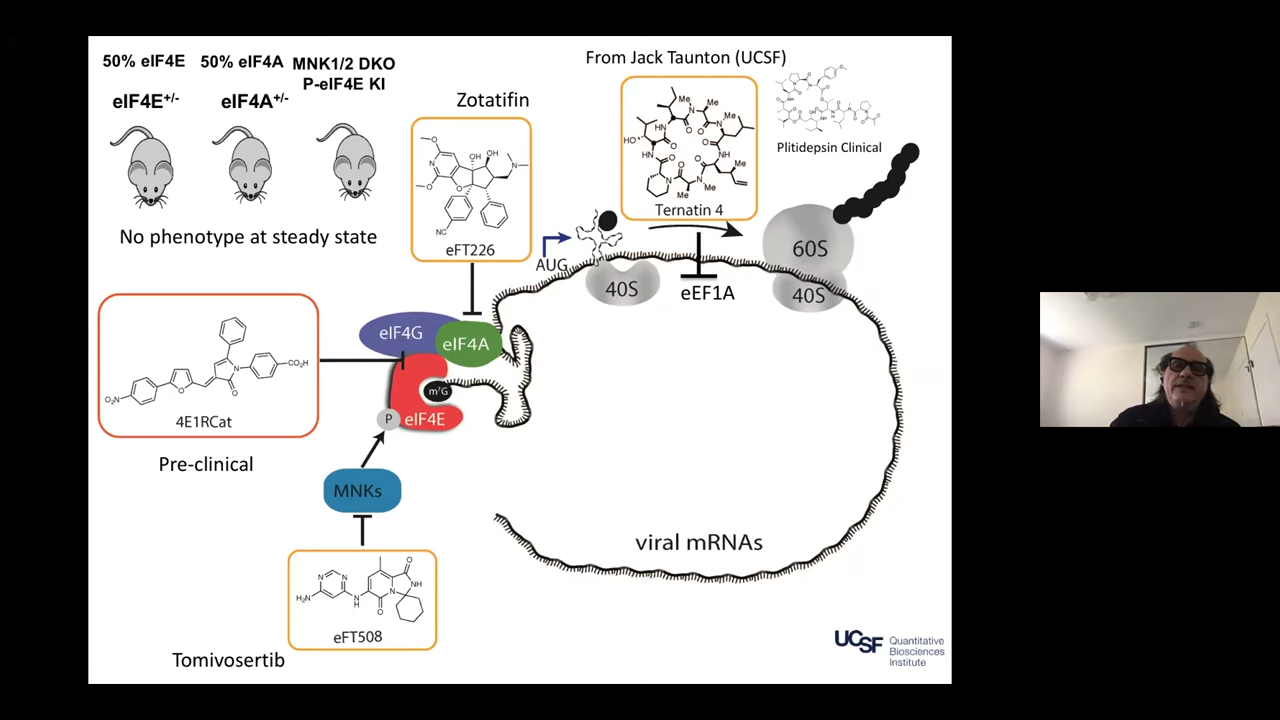 50% eIF4E
eIF4E+/-
50% eIF4A
eIF4A+/-
MNK1/2 DKO
P-eIF4E KI
No phenotype at steady state
Zotatifin
eFT226
From Jack Taunton (UCSF)
Ternatin 4
Plitidepsin Clinical
AUG
40S
eEF1A
60S
40S
eIF4G
eIF4A
m7G
eIF4E
P
4E1RCat
Pre-clinical
MNKs
eFT508
Tomivosertib
viral mRNAs
UCSF
Quantitative
Biosciences
Institute